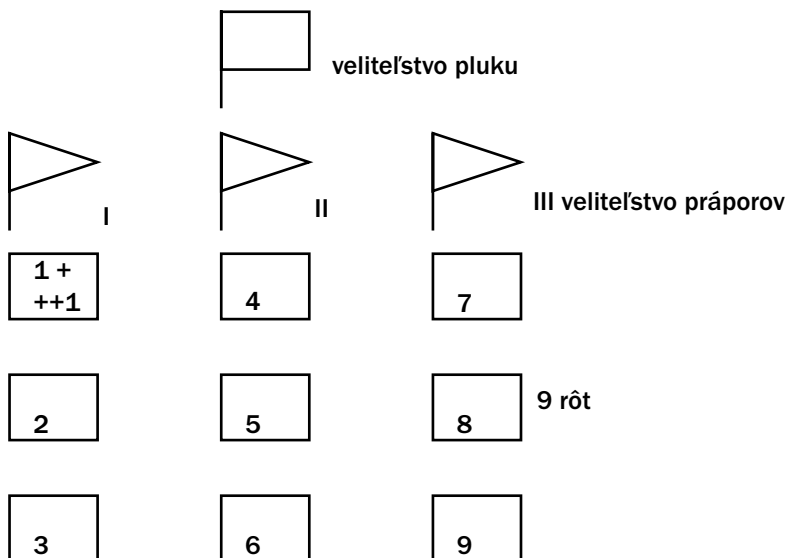 veliteľstvo pluku
I II III veliteľstvo práporov
1 +
++1 4 7
2 5 8 9 rôt
3 6 9